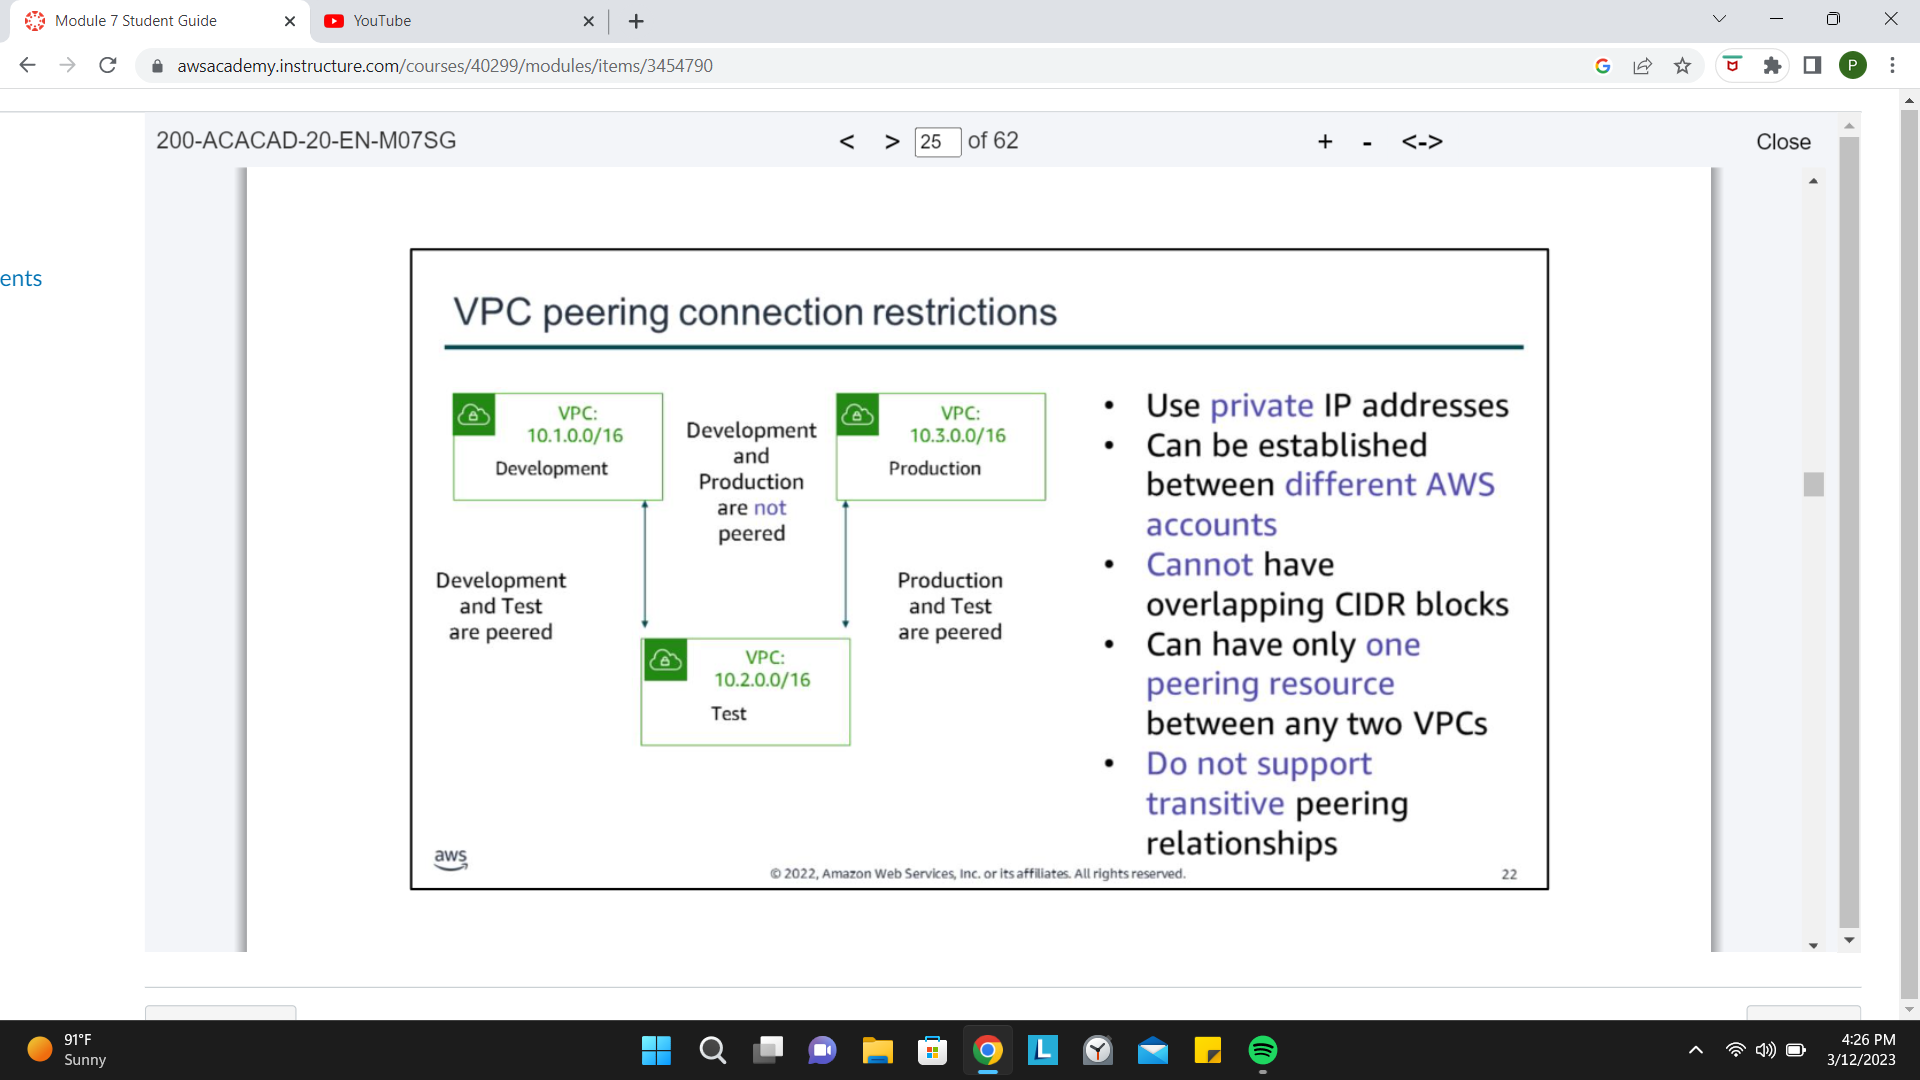 Module 7 Student Guide
YouTube
awsacademy.instructure.com/courses/40299/modules/items/3454790
P
200-ACACAD-20-EN-M07SG
< > 25 of 62
+ - <->
Close
ents
VPC peering connection restrictions
VPC:
10.1.0.0/16
Development
Development
and
Production
are not
peered
VPC:
10.3.0.0/16
Production
Development
and Test
are peered
Production
and Test
are peered
VPC:
10.2.0.0/16
Test
• Use private IP addresses
• Can be established
between different AWS
accounts
• Cannot have
overlapping CIDR blocks
• Can have only one
peering resource
between any two VPCs
• Do not support
transitive peering
relationships
aws
© 2022, Amazon Web Services, Inc. or its affiliates. All rights reserved.
22
91°F
Sunny
L
4:26 PM
3/12/2023